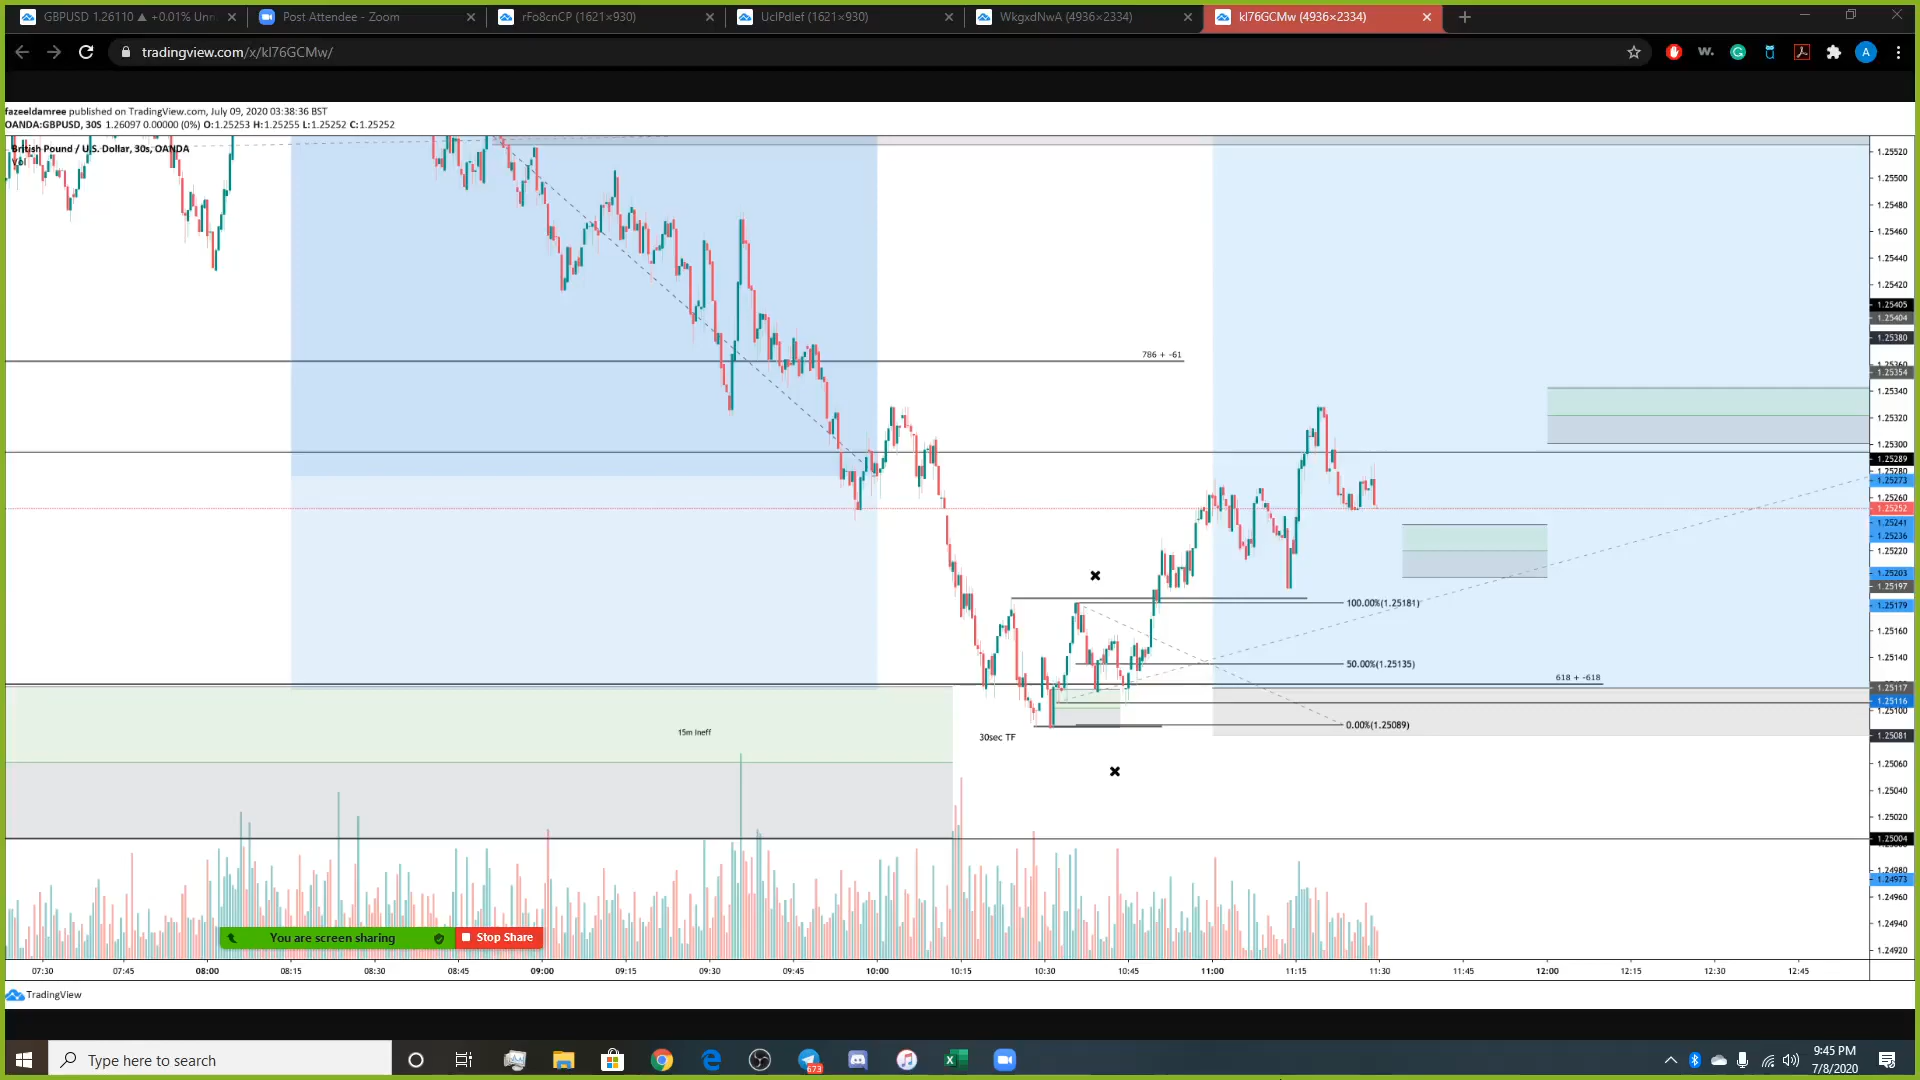 GBPUSD 1.26110 ▲ +0.01% Unn
Post Attendee - Zoom
rFo8cnCP (1621×930)
UclPdlef (1621×930)
WkgxdNwA (4936×2334)
kl76GCMw (4936×2334)
tradingview.com/x/kl76GCMw/
fazeeldamree published on TradingView.com, July 09, 2020 03:38:36 BST
OANDA:GBPUSD, 30S 1.26097 0.00000 (0%) O:1.25253 H:1.25255 L:1.25252 C:1.25252
British Pound / U.S. Dollar, 30s, OANDA
Vol
1.25520
1.25500
1.25480
1.25460
1.25440
1.25420
1.25405
1.25404
1.25380
1.25360
1.25354
1.25340
1.25320
1.25300
1.25289
1.25280
1.25273
1.25260
1.25252
1.25241
1.25236
1.25220
1.25203
1.25197
1.25179
1.25160
1.25140
1.25117
1.25116
1.25100
1.25081
1.25060
1.25040
1.25020
1.25004
1.24980
1.24973
1.24960
1.24940
1.24920
786 + -61
100.00%(1.25181)
50.00%(1.25135)
618 + -618
0.00%(1.25089)
15m Ineff
30sec TF
You are screen sharing
Stop Share
07:30 07:45 08:00 08:15 08:30 08:45 09:00 09:15 09:30 09:45 10:00 10:15 10:30 10:45 11:00 11:15 11:30 11:45 12:00 12:15 12:30 12:45
TradingView
Type here to search
673
9:45 PM
7/8/2020